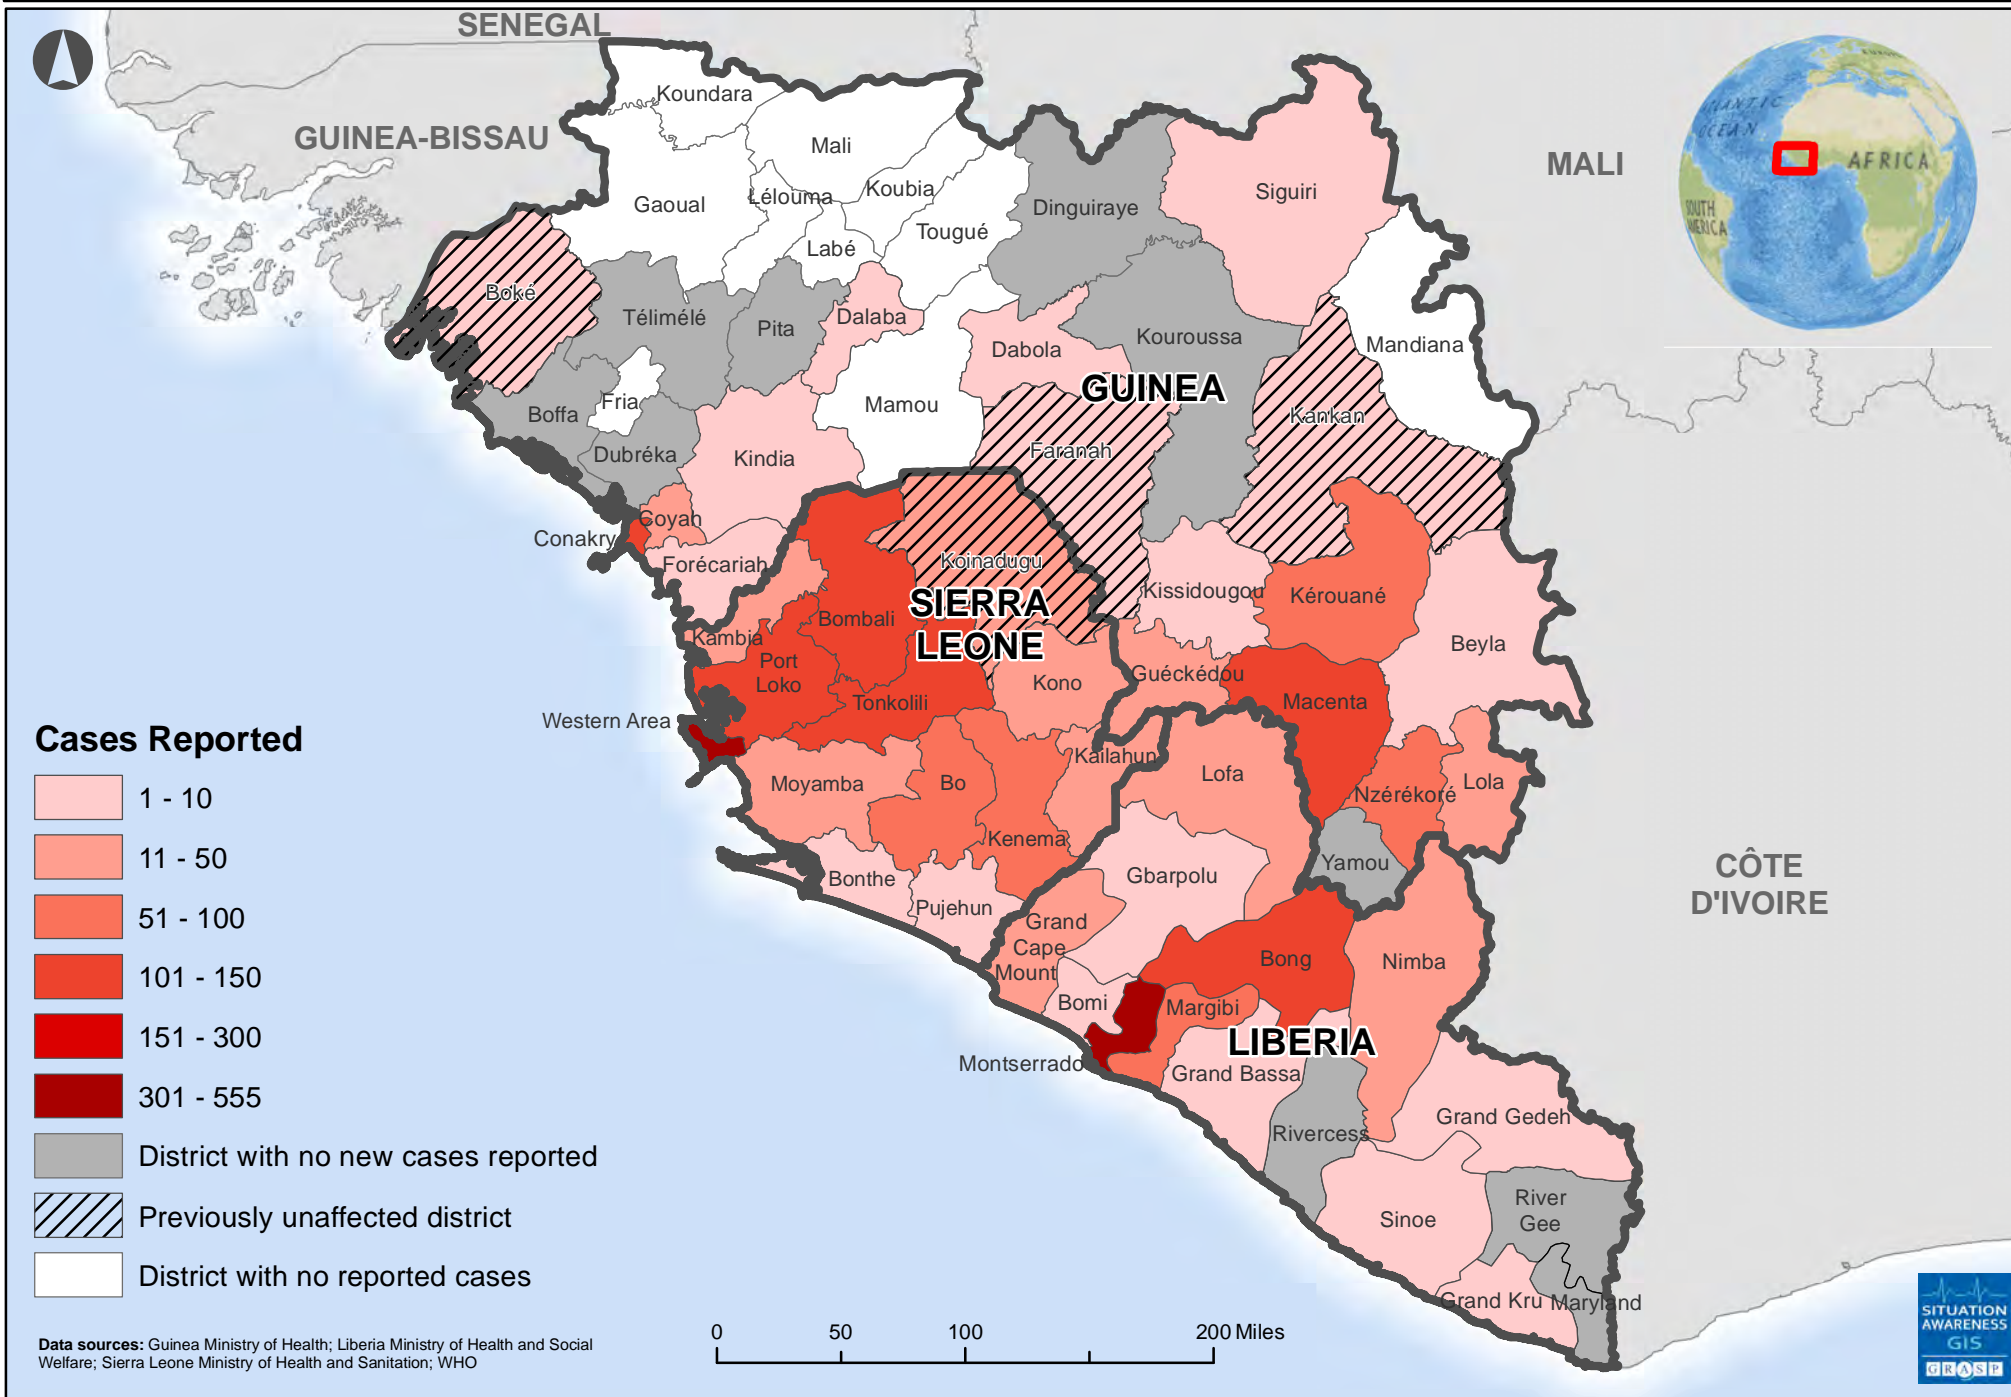 SENEGAL
GUINEA-BISSAU
MALI
CÔTE
D'IVOIRE
ATLANTIC
OCEAN
AFRICA
SOUTH
AMERICA
Koundara
Mali
Gaoual
Lélouma
Koubia
Labé
Tougué
Dinguiraye
Siguiri
Boké
Télimélé
Pita
Dalaba
Dabola
Kouroussa
Mandiana
GUINEA
Boffa
Fria
Mamou
Kankan
Dubréka
Kindia
Faranah
Conakry
Coyah
Forécariah
Koinadugu
Kissidougou
Kérouané
Beyla
SIERRA
LEONE
Kambia
Bombali
Port
Loko
Tonkolili
Kono
Guéckédou
Macenta
Western Area
Moyamba
Bo
Kailahun
Lofa
Nzérékoré
Lola
Kenema
Yamou
Bonthe
Pujehun
Gbarpolu
Grand
Cape
Mount
Bong
Nimba
Bomi
Margibi
LIBERIA
Montserrado
Grand Bassa
Grand Gedeh
Rivercess
Sinoe
River
Gee
Grand Kru
Maryland
Cases Reported
1 - 10
11 - 50
51 - 100
101 - 150
151 - 300
301 - 555
District with no new cases reported
Previously unaffected district
District with no reported cases
Data sources: Guinea Ministry of Health; Liberia Ministry of Health and Social
Welfare; Sierra Leone Ministry of Health and Sanitation; WHO
0 50 100 200 Miles
SITUATION
AWARENESS
GIS
GRASP